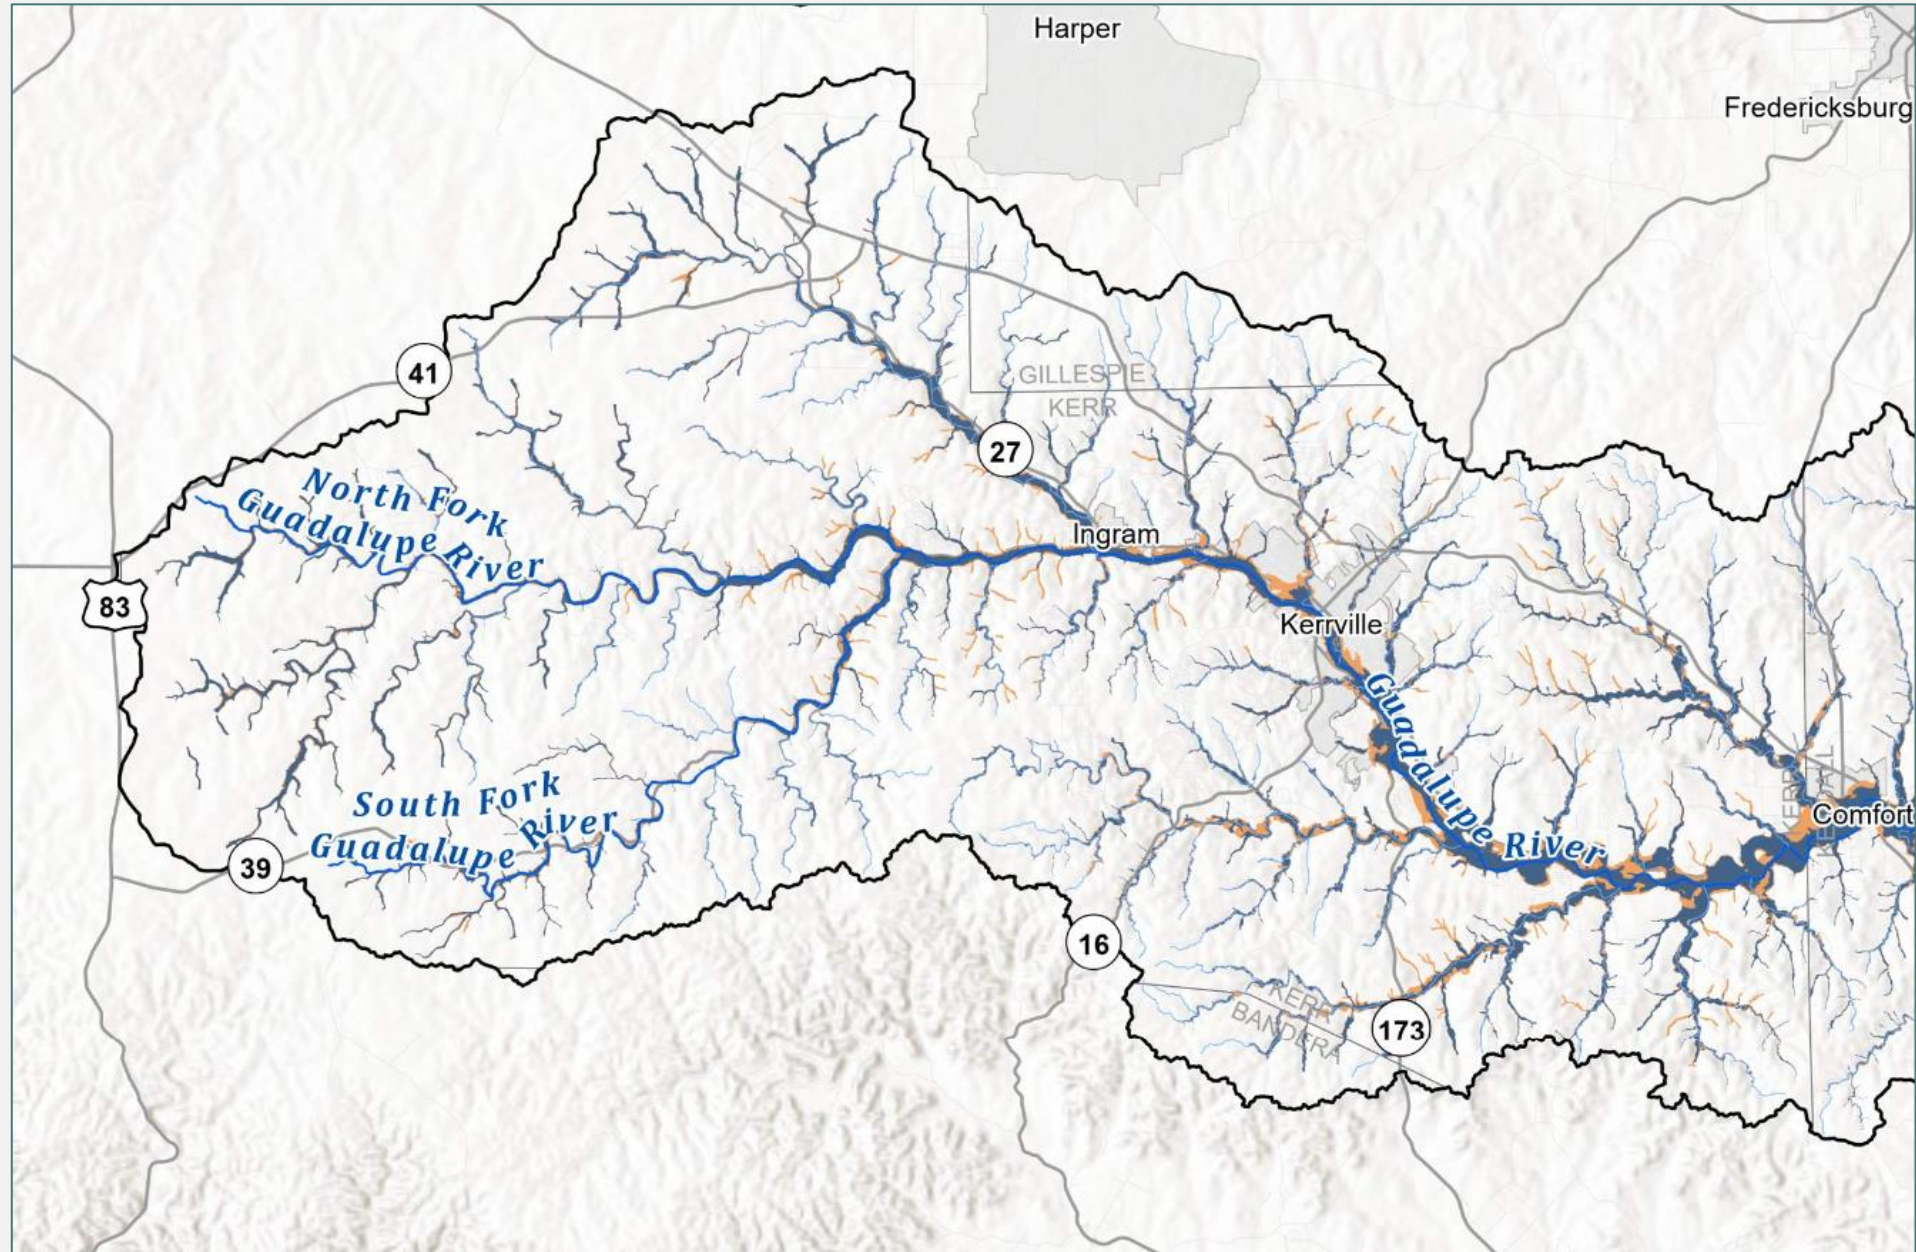 Harper
Fredericksburg
41
GILLESPIE
KERR
27
North Fork
Guadalupe River
Ingram
83
Kerrville
Guadalupe River
South Fork
Guadalupe River
KERR
Comfort
39
16
KERR
BANDERA
173